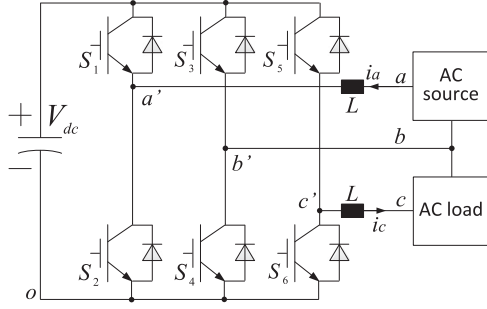 S1
S3
S5
ia
a
AC
source
+
Vdc
a'
L
b
−
b'
c'
L
c
AC load
ic
S2
S4
S6
o